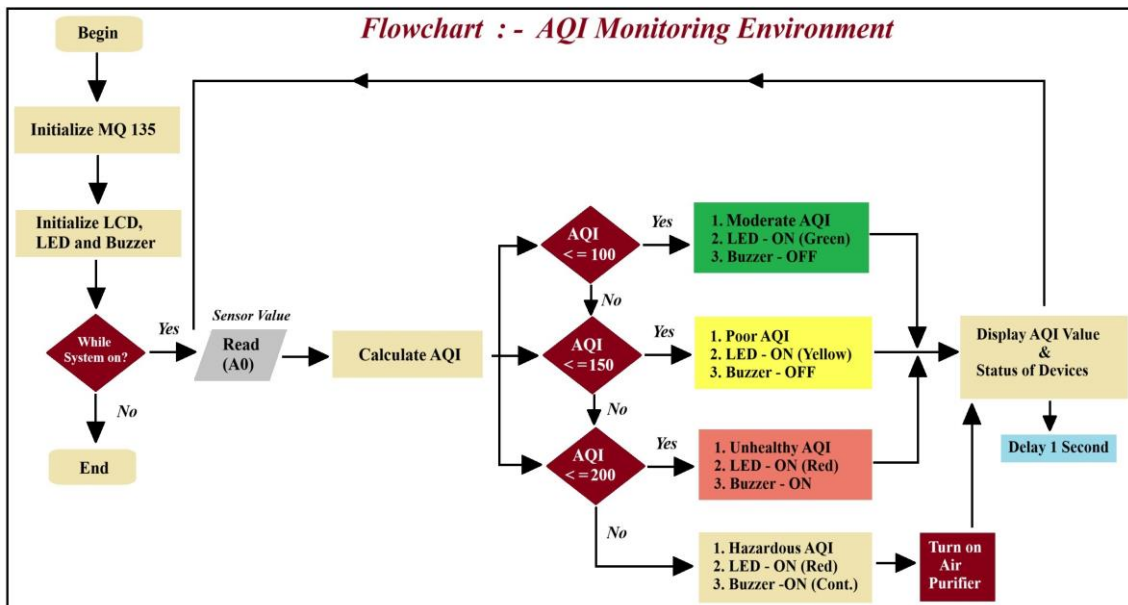 Flowchart : - AQI Monitoring Environment
Begin
Initialize MQ 135
Initialize LCD,
LED and Buzzer
While
System on?
Yes
No
End
Sensor Value
Read
(A0)
Calculate AQI
AQI
< = 100
Yes
No
1. Moderate AQI
2. LED - ON (Green)
3. Buzzer - OFF
AQI
<=150
Yes
No
1. Poor AQI
2. LED - ON (Yellow)
3. Buzzer - OFF
AQI
<=200
Yes
No
1. Unhealthy AQI
2. LED - ON (Red)
3. Buzzer - ON
1. Hazardous AQI
2. LED - ON (Red)
3. Buzzer -ON (Cont.)
Turn on
Air
Purifier
Display AQI Value
&
Status of Devices
Delay 1 Second